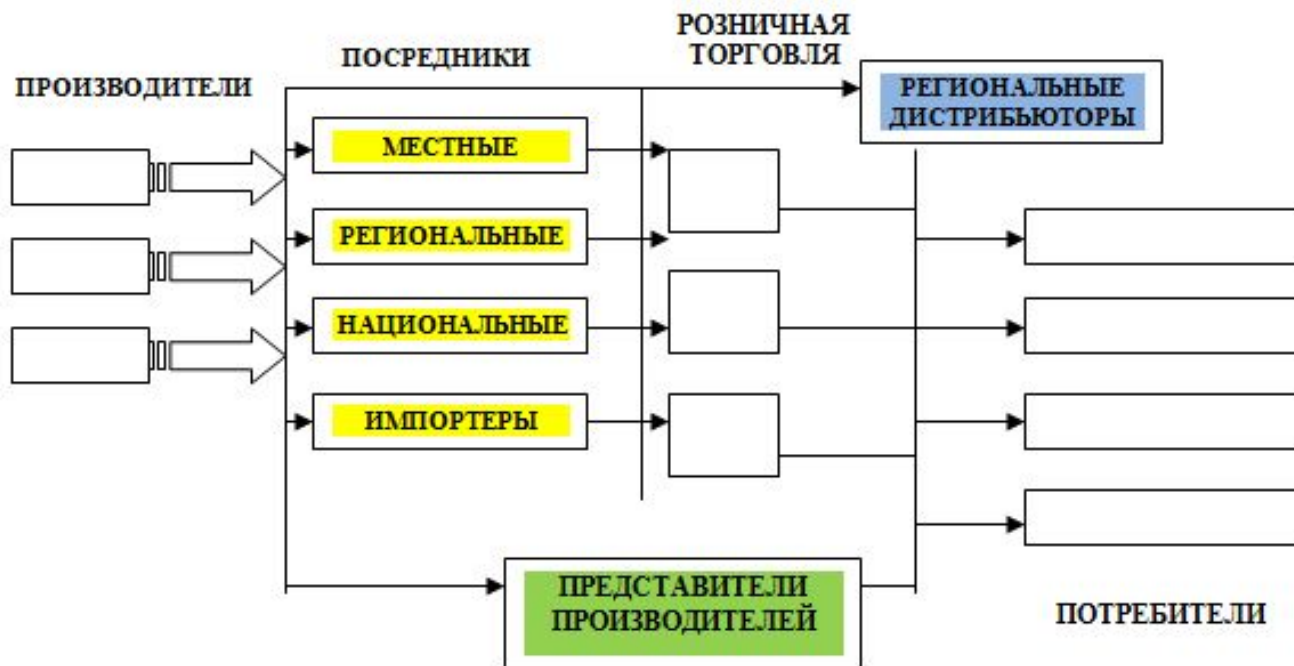 РОЗНИЧНАЯ
ТОРГОВЛЯ
ПОСРЕДНИКИ
ПРОИЗВОДИТЕЛИ
РЕГИОНАЛЬНЫЕ
ДИСТРИБЬЮТОРЫ
МЕСТНЫЕ
РЕГИОНАЛЬНЫЕ
НАЦИОНАЛЬНЫЕ
ИМПОРТЕРЫ
ПРЕДСТАВИТЕЛИ
ПРОИЗВОДИТЕЛЕЙ
ПОТРЕБИТЕЛИ